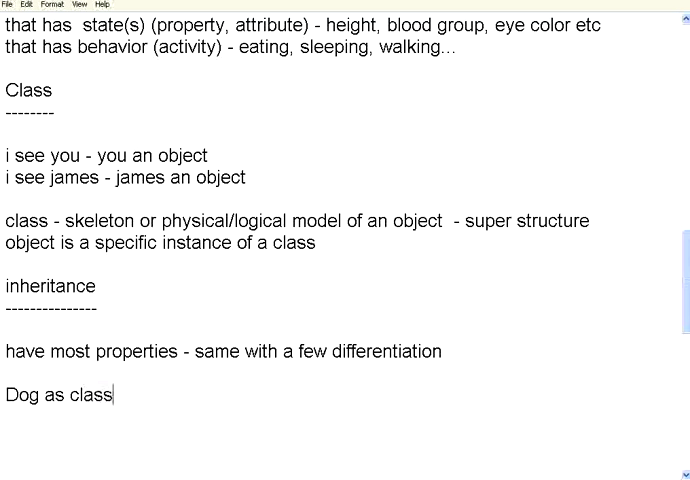 File Edit Format View Help
that has  state(s) (property, attribute) - height, blood group, eye color etc
that has behavior (activity) - eating, sleeping, walking...
Class
--------
i see you - you an object
i see james - james an object
class - skeleton or physical/logical model of an object  - super structure
object is a specific instance of a class
inheritance
---------------
have most properties - same with a few differentiation
Dog as class